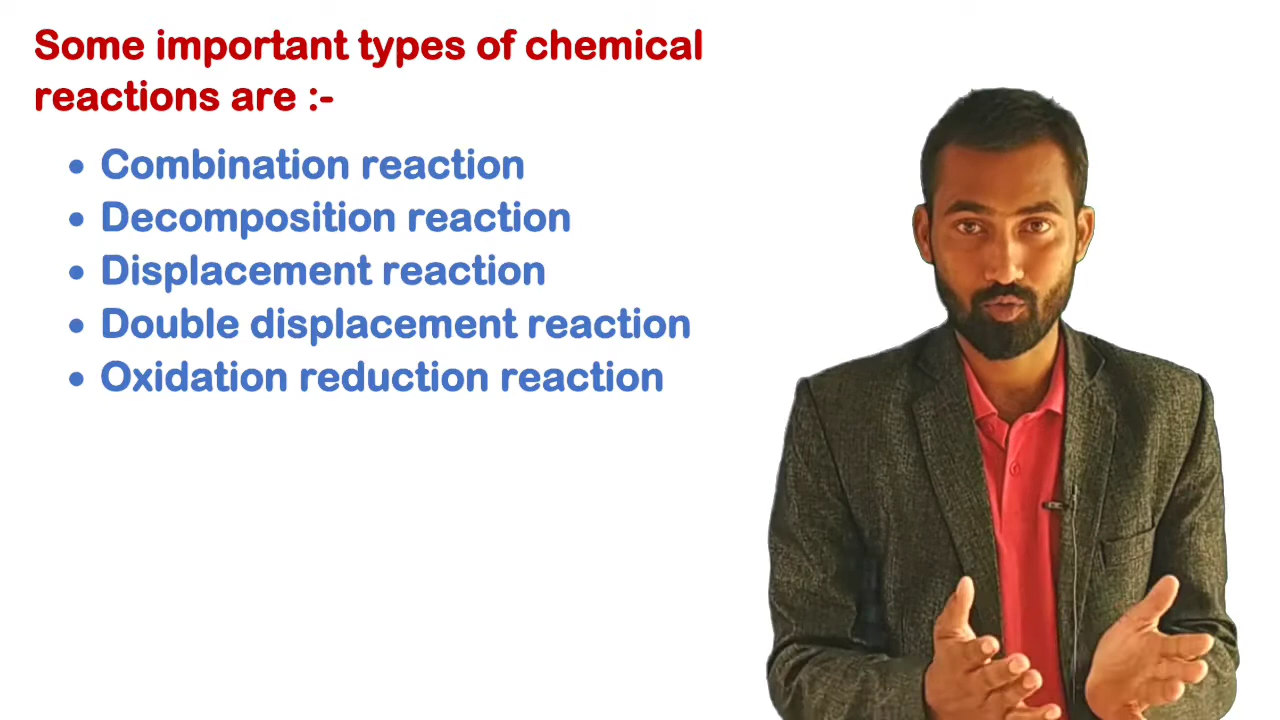 Some important types of chemical
reactions are :-
• Combination reaction
• Decomposition reaction
• Displacement reaction
• Double displacement reaction
• Oxidation reduction reaction